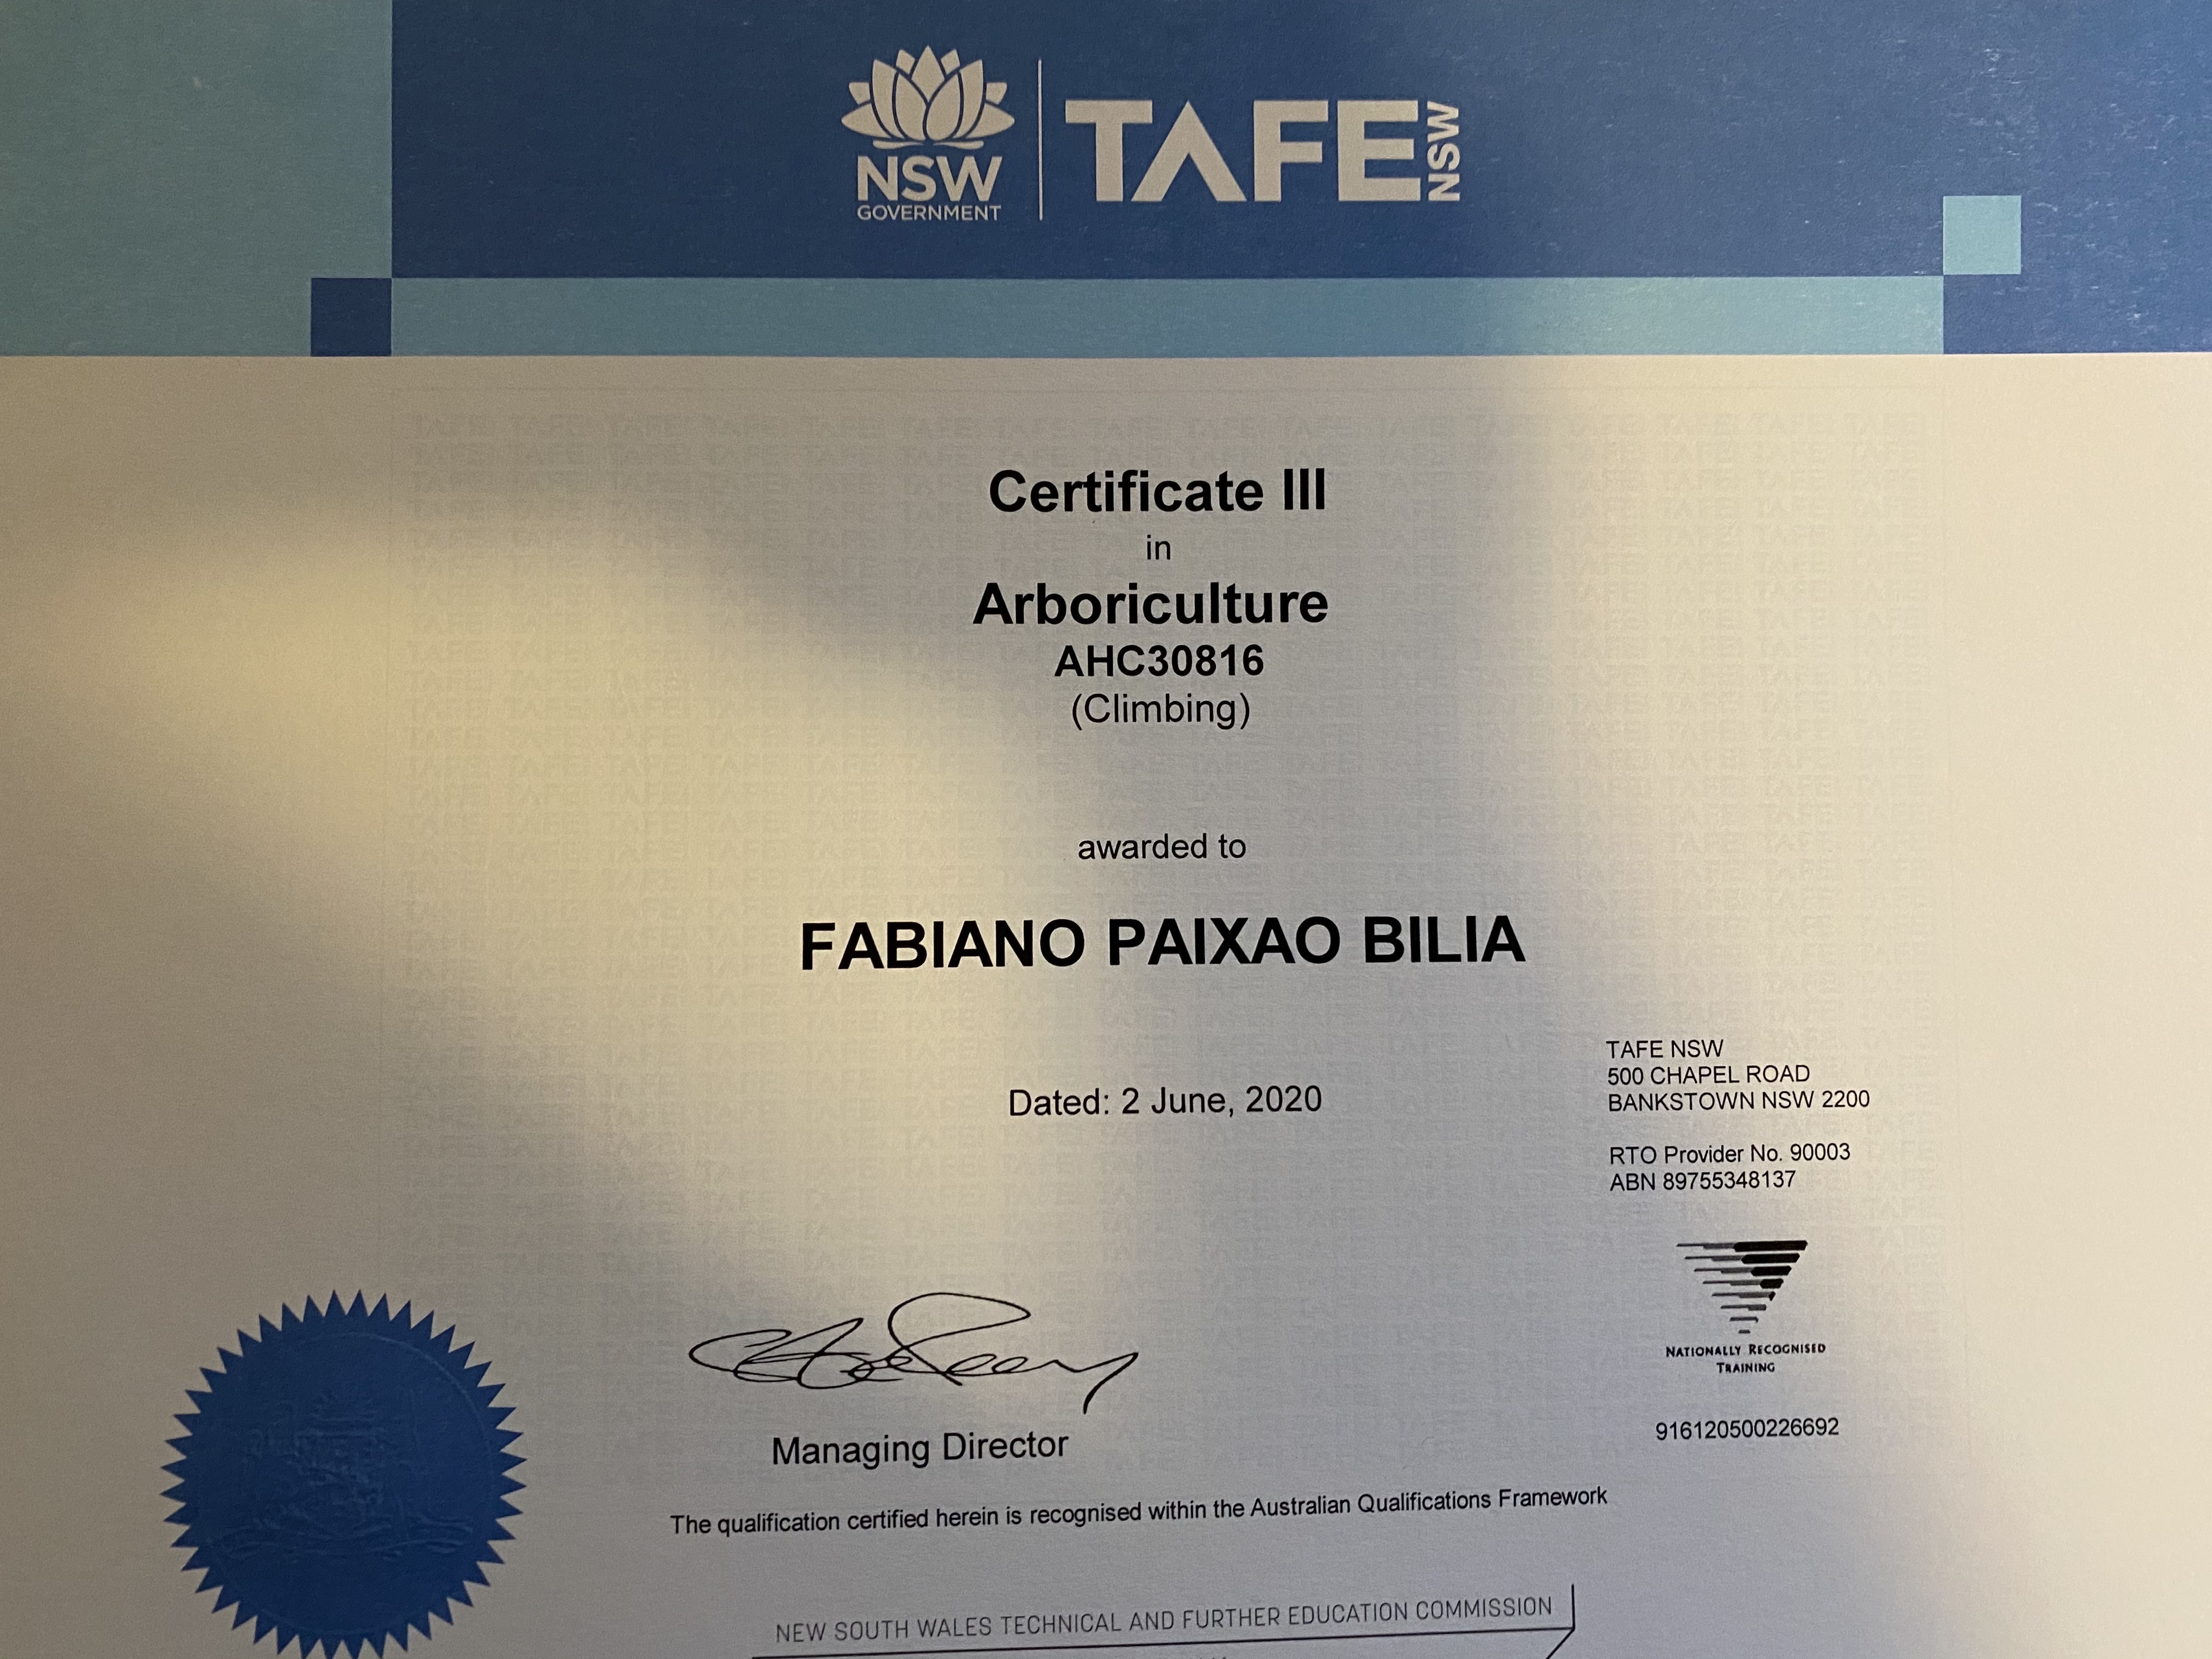 NSW
GOVERNMENT
TAFE NSW
Certificate III
in
Arboriculture
AHC30816
(Climbing)
awarded to
FABIANO PAIXAO BILIA
Dated: 2 June, 2020
TAFE NSW
500 CHAPEL ROAD
BANKSTOWN NSW 2200
RTO Provider No. 90003
ABN 89755348137
NATIONALLY RECOGNISED
TRAINING
916120500226692
Managing Director
The qualification certified herein is recognised within the Australian Qualifications Framework
NEW SOUTH WALES TECHNICAL AND FURTHER EDUCATION COMMISSION